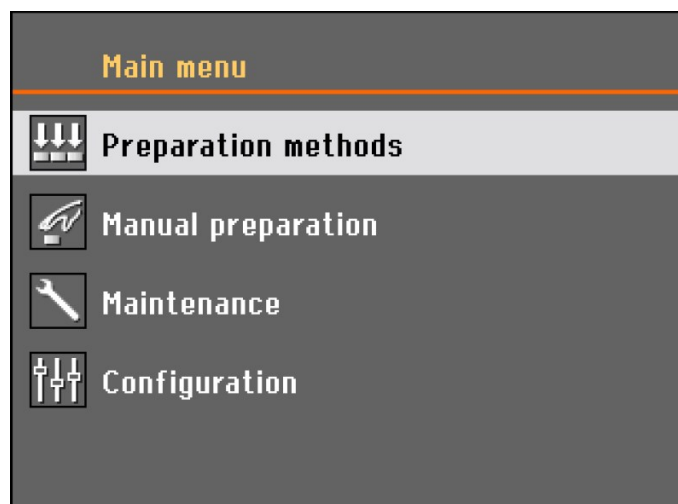 Main menu
Preparation methods
Manual preparation
Maintenance
Configuration